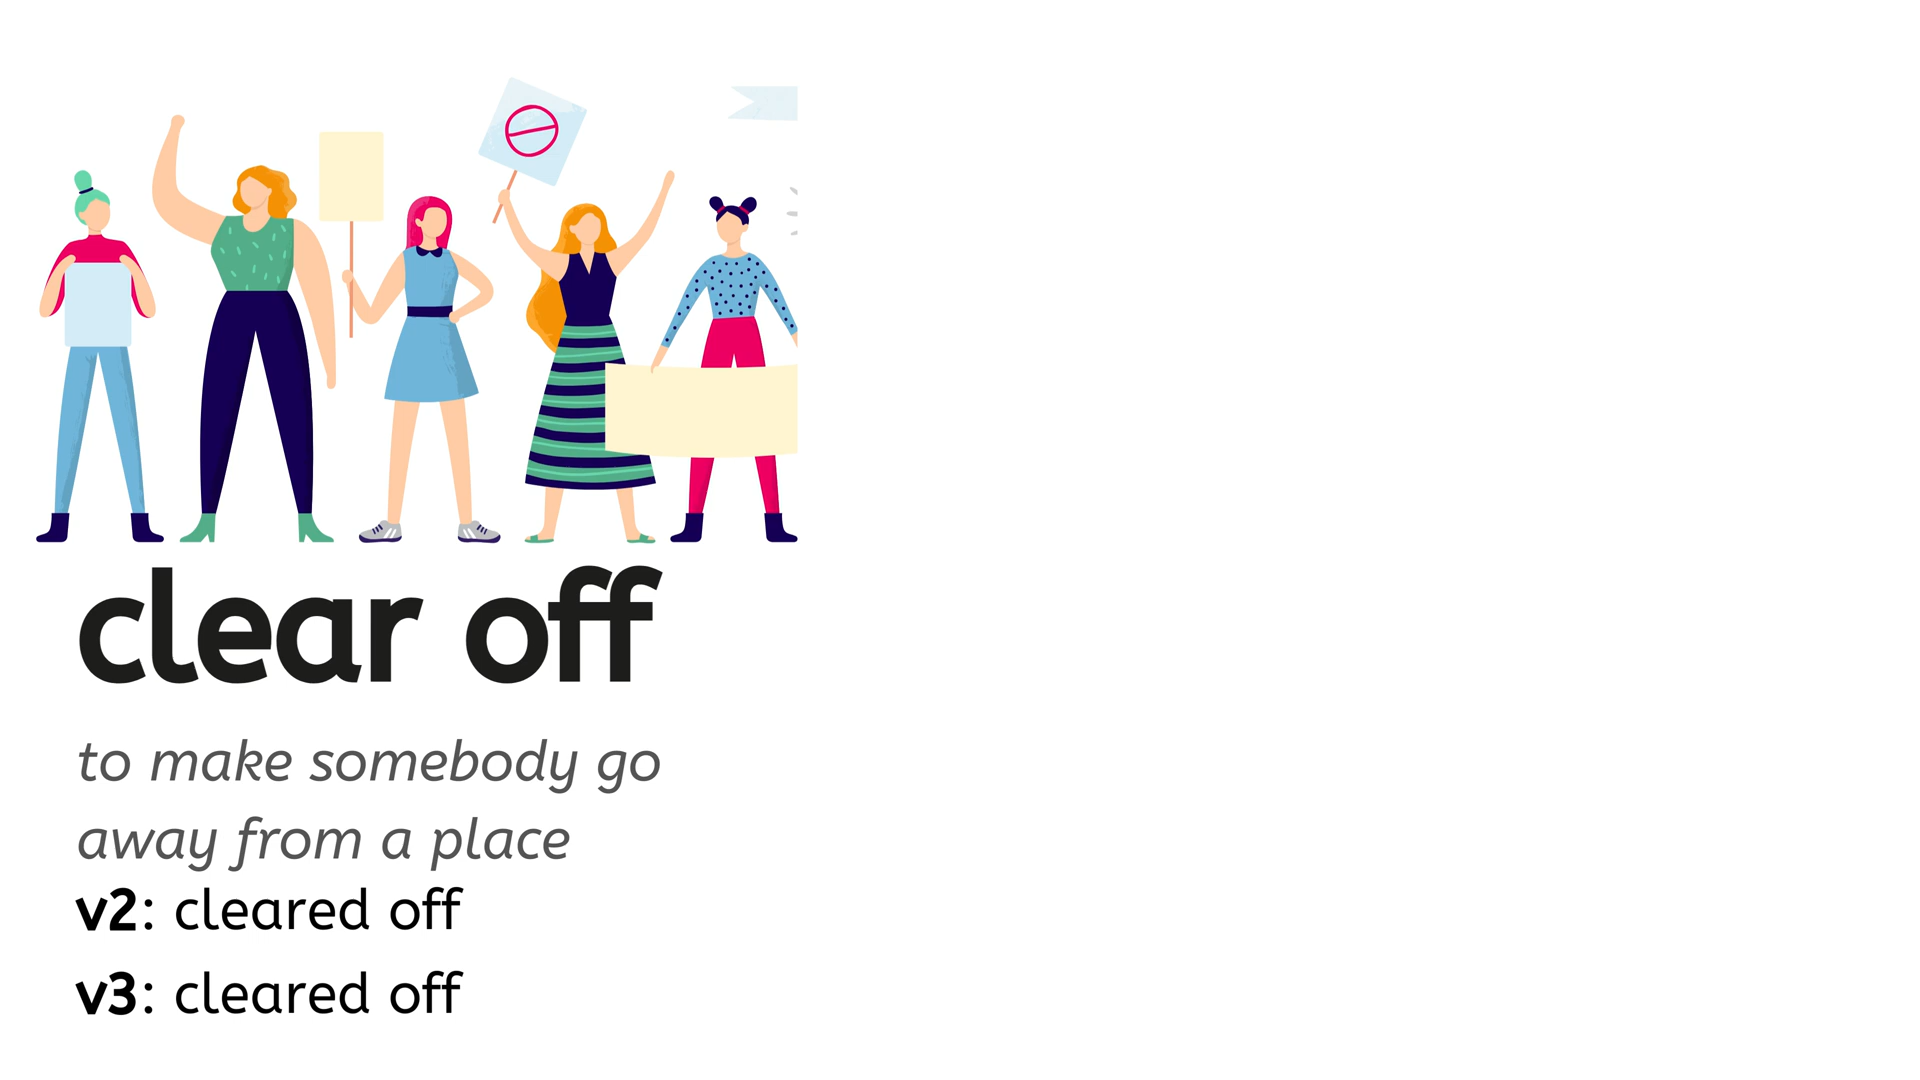 clear off
to make somebody go
away from a place
v2: cleared off
v3: cleared off